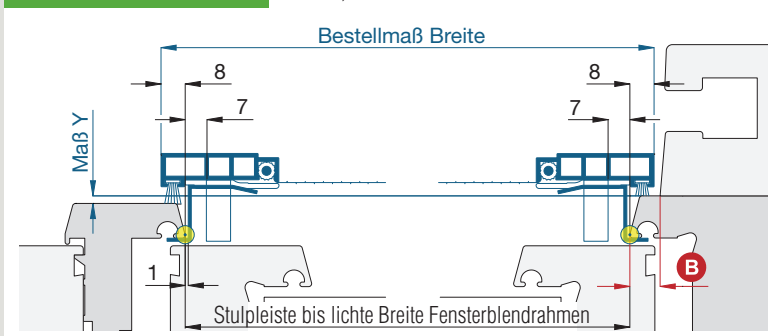 Bestellmaß Breite
8
8
7
7
Maß Y
1
B
Stulpleiste bis lichte Breite Fensterblendrahmen